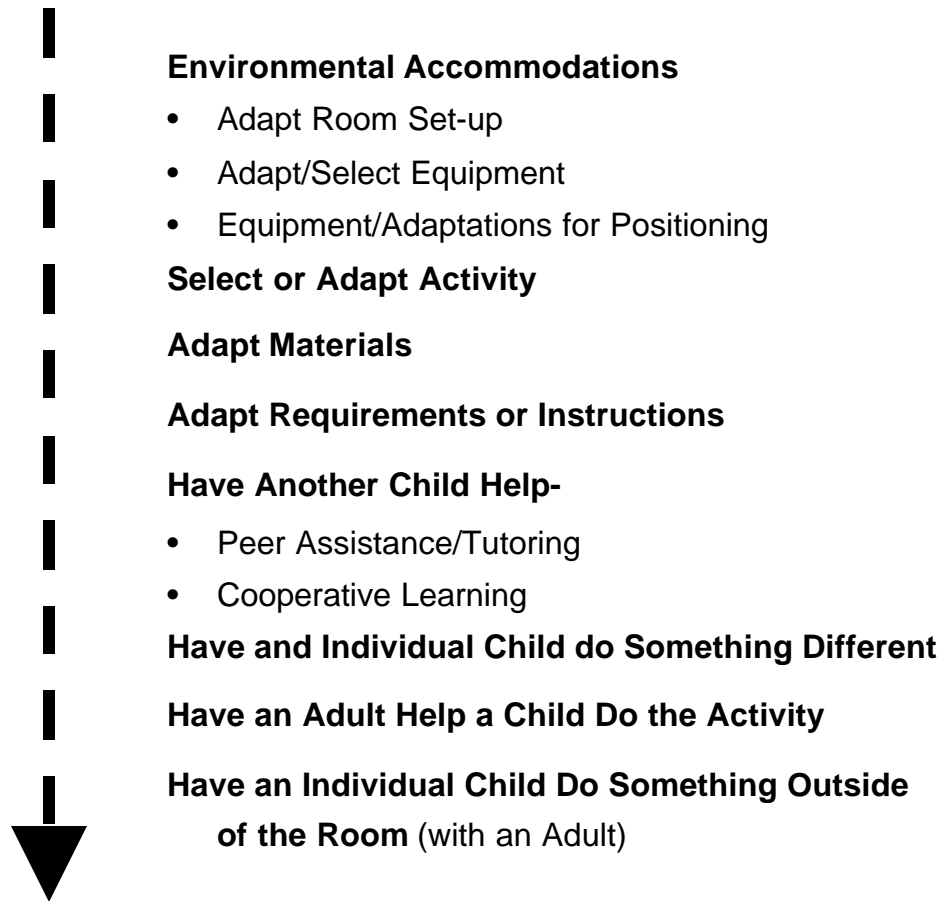 Environmental Accommodations
• Adapt Room Set-up
• Adapt/Select Equipment
• Equipment/Adaptations for Positioning
Select or Adapt Activity
Adapt Materials
Adapt Requirements or Instructions
Have Another Child Help-
• Peer Assistance/Tutoring
• Cooperative Learning
Have and Individual Child do Something Different
Have an Adult Help a Child Do the Activity
Have an Individual Child Do Something Outside
of the Room (with an Adult)